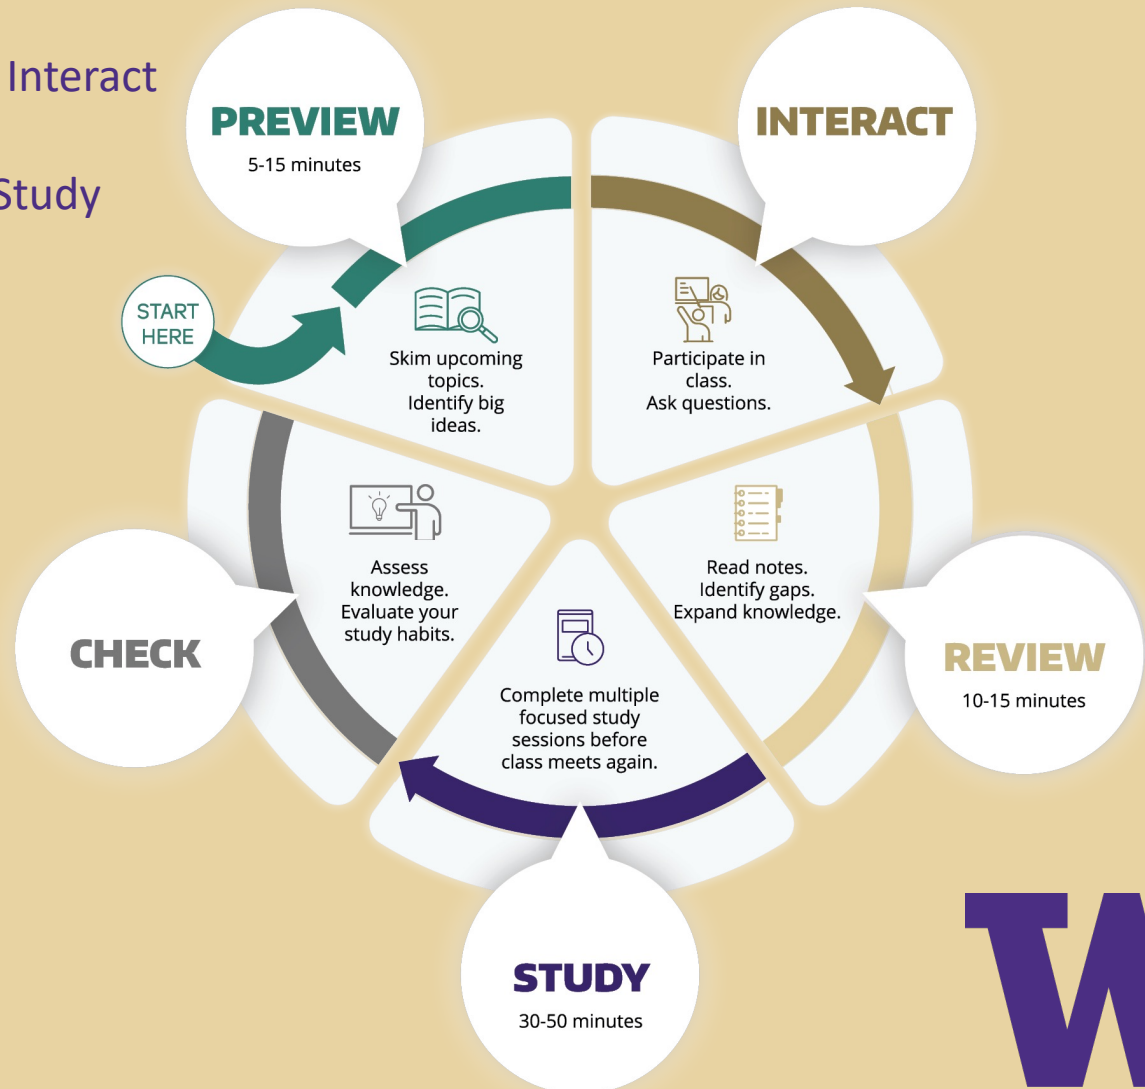 Interact
Study
PREVIEW
5-15 minutes
INTERACT
START
HERE
Skim upcoming
topics.
Identify big
ideas.
Participate in
class.
Ask questions.
Read notes.
Identify gaps.
Expand knowledge.
REVIEW
10-15 minutes
Complete multiple
focused study
sessions before
class meets again.
STUDY
30-50 minutes
Assess
knowledge.
Evaluate your
study habits.
CHECK
W